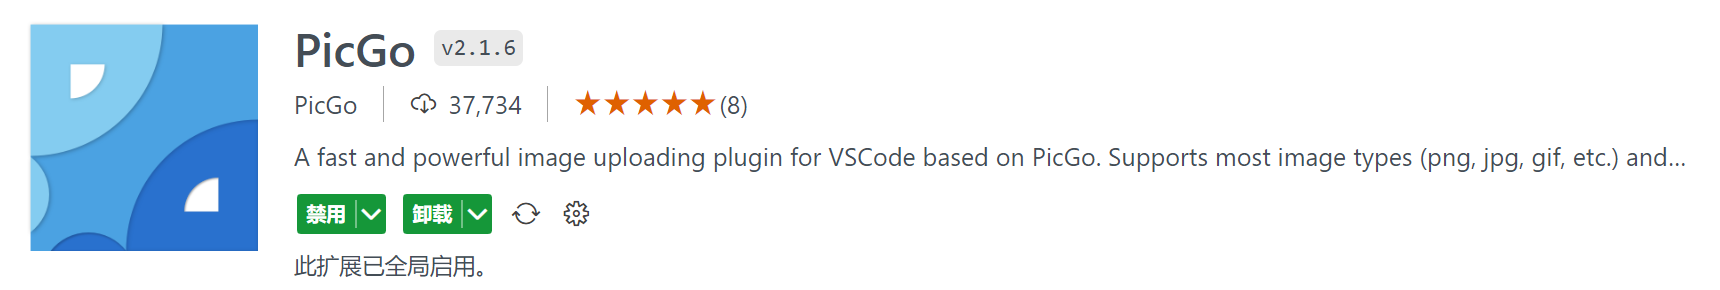 PicGo v2.1.6
PicGo 37,734 ★★★★★(8)
A fast and powerful image uploading plugin for VSCode based on PicGo. Supports most image types (png, jpg, gif, etc.) and...
禁用 卸载
此扩展已全局启用。